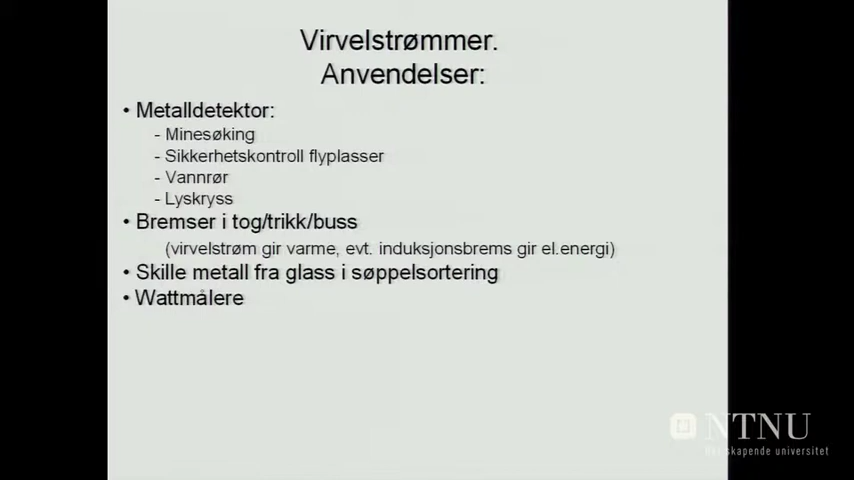 Virvelstrømmer.
Anvendelser:
• Metalldetektor:
- Minesøking
- Sikkerhetskontroll flyplasser
- Vannrør
- Lyskryss
• Bremser i tog/trikk/buss
(virvelstrøm gir varme, evt. induksjonsbrems gir el.energi)
• Skille metall fra glass i søppelsortering
• Wattmålere
NTNU
Det skapende universitet